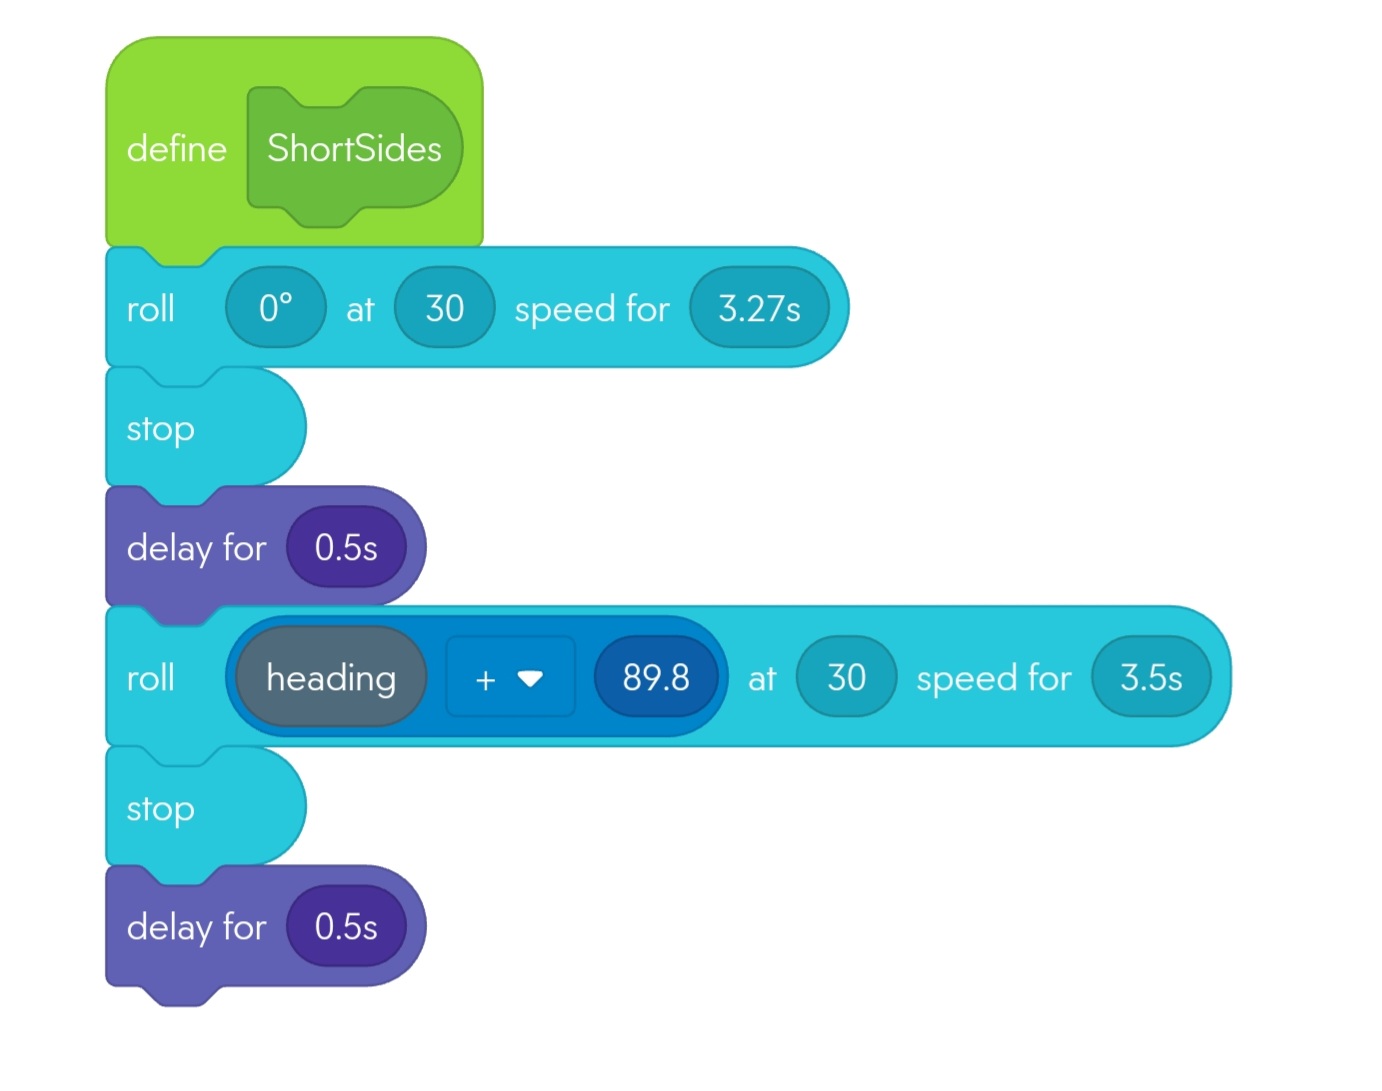 define ShortSides
roll 0° at 30 speed for 3.27s
stop
delay for 0.5s
roll heading + 89.8 at 30 speed for 3.5s
stop
delay for 0.5s